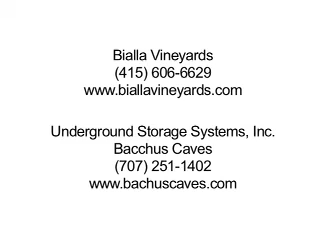 Bialla Vineyards
(415) 606-6629
www.biallavineyards.com
Underground Storage Systems, Inc.
Bacchus Caves
(707) 251-1402
www.bachuscaves.com